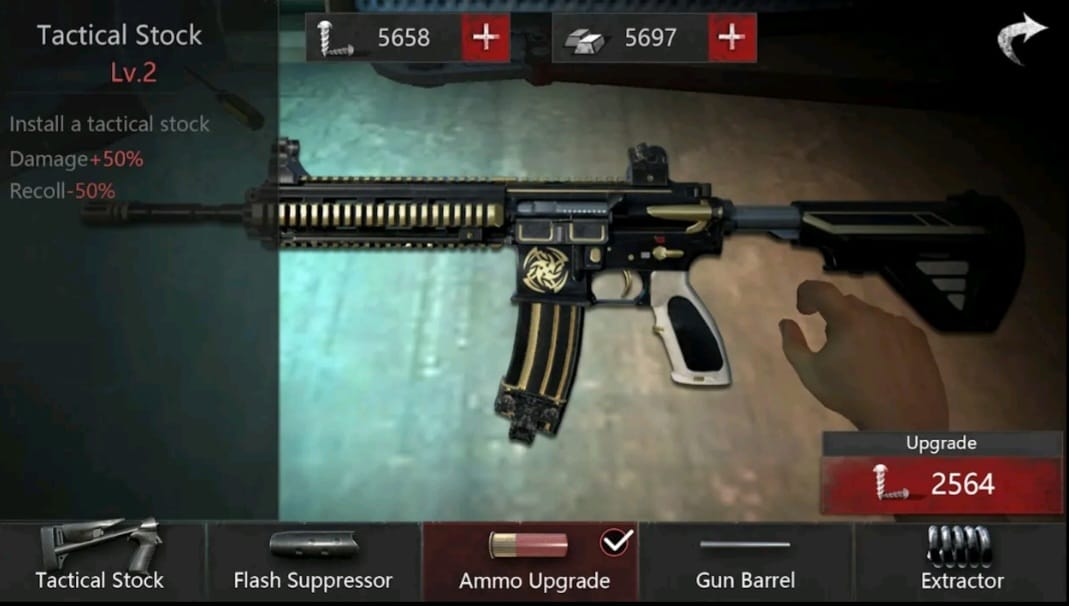 Tactical Stock
Lv.2
5658
5697
Install a tactical stock
Damage+50%
Recoll-50%
Upgrade
2564
Tactical Stock
Flash Suppressor
Ammo Upgrade
Gun Barrel
Extractor